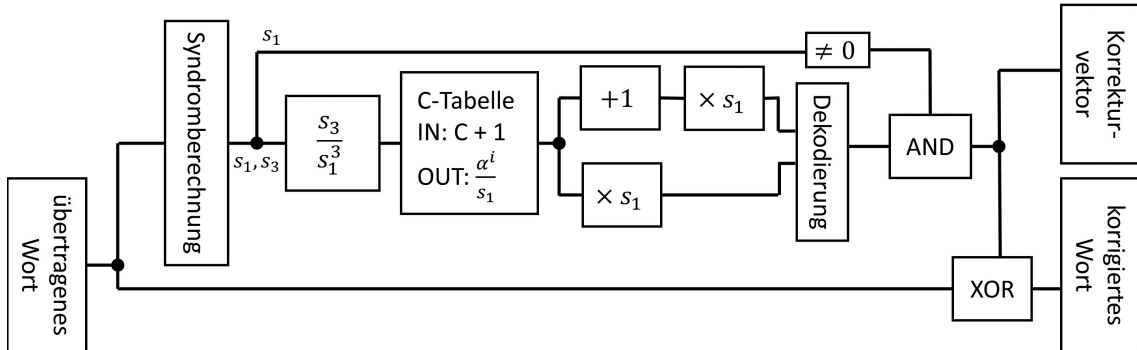 übertragenes
Wort
Syndromberechnung
s₁
s₁, s₃
s₃
s₁³
C-Tabelle
IN: C + 1
OUT: αⁱ/s₁
+1
× s₁
× s₁
Dekodierung
≠ 0
AND
XOR
Korrektur-
vektor
korrigiertes
Wort